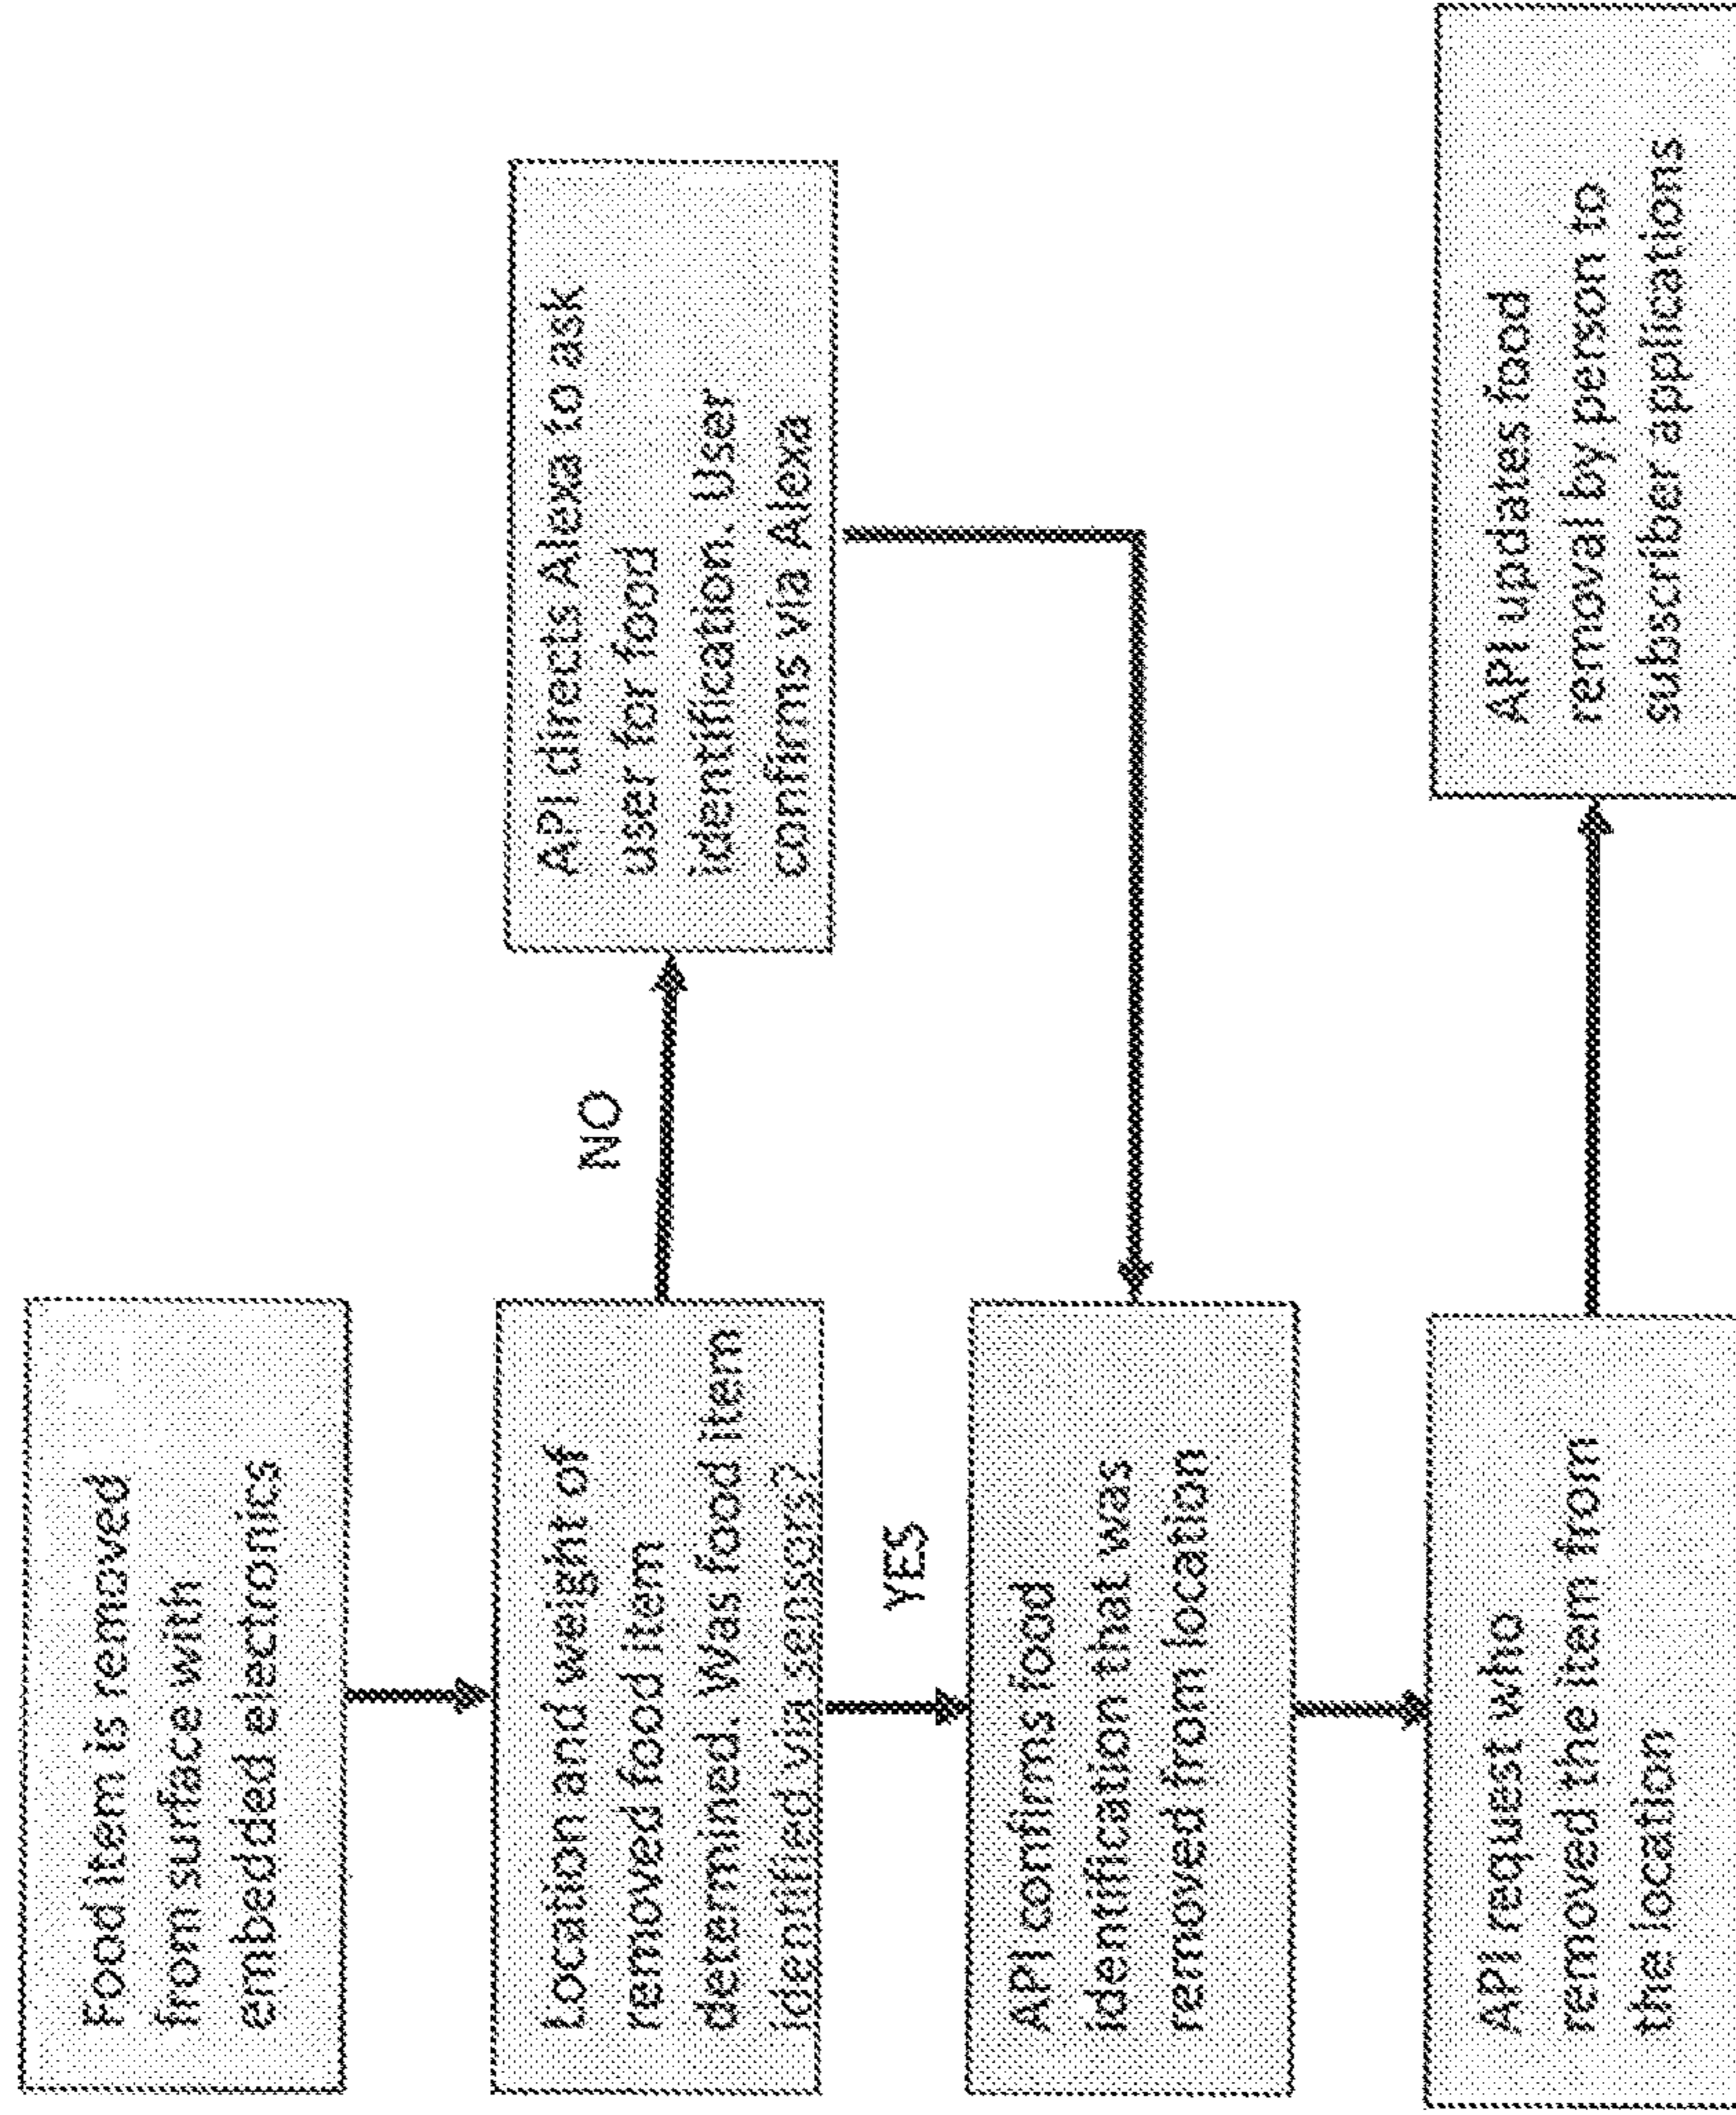 Food item is removed
from surface with
embedded electronics
Location and weight of
removed food item
determined. Was food item
identified via sensors?
NO
API directs Alexa to ask
user for food
identification. User
confirms via Alexa
YES
API confirms food
identification that was
removed from location
API request who
removed the item from
the location
API updates food
removal by person to
subscriber applications